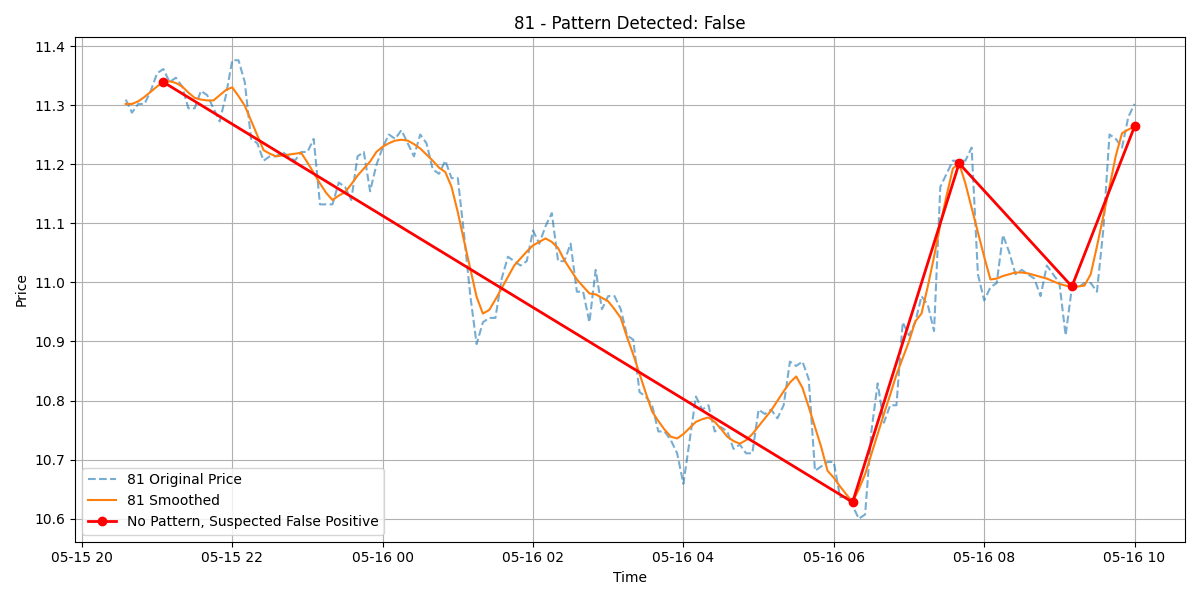 81 - Pattern Detected: False
Price
11.4
11.3
11.2
11.1
11.0
10.9
10.8
10.7
10.6
81 Original Price
81 Smoothed
No Pattern, Suspected False Positive
05-15 20
05-15 22
05-16 00
05-16 02
05-16 04
05-16 06
05-16 08
05-16 10
Time